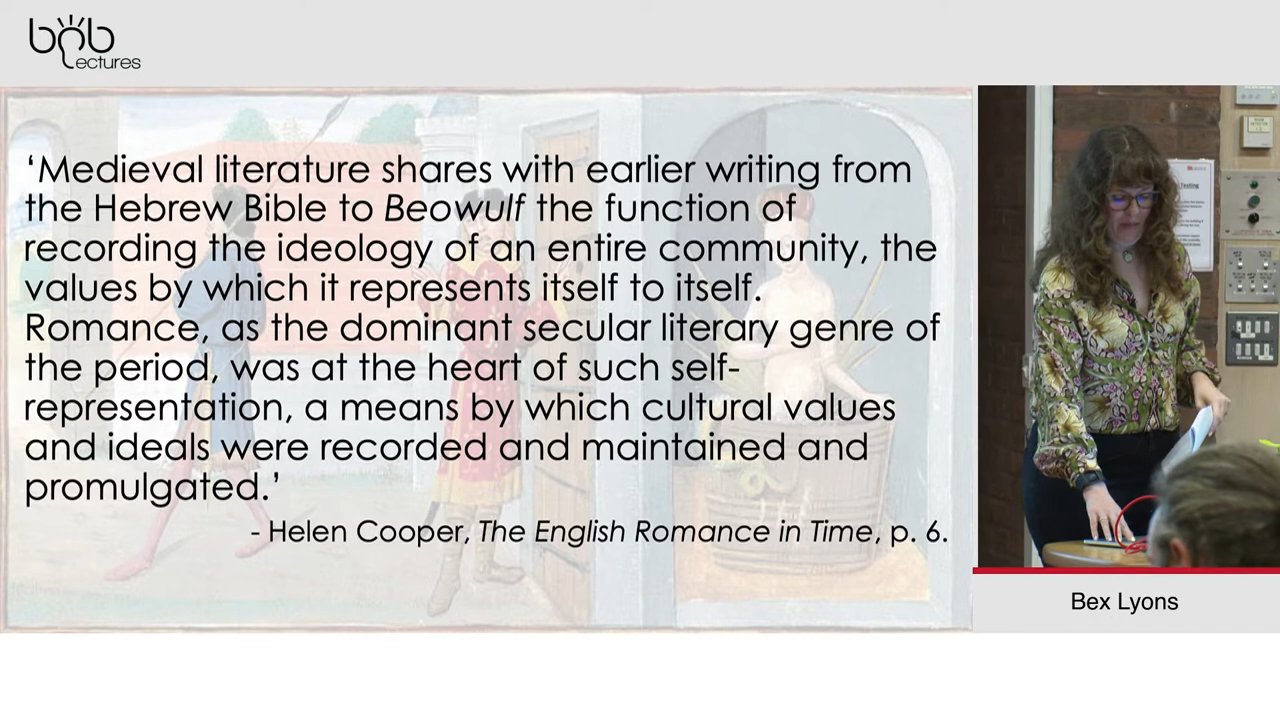 bob
Lectures
‘Medieval literature shares with earlier writing from
the Hebrew Bible to Beowulf the function of
recording the ideology of an entire community, the
values by which it represents itself to itself.
Romance, as the dominant secular literary genre of
the period, was at the heart of such self-
representation, a means by which cultural values
and ideals were recorded and maintained and
promulgated.’
- Helen Cooper, The English Romance in Time, p. 6.
Testing
Bex Lyons